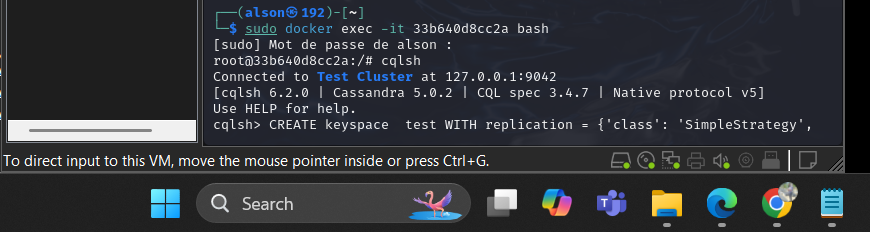 ┌──(alson㉿192)-[~]
└─$ sudo docker exec -it 33b640d8cc2a bash
[sudo] Mot de passe de alson :
root@33b640d8cc2a:/# cqlsh
Connected to Test Cluster at 127.0.0.1:9042
[cqlsh 6.2.0 | Cassandra 5.0.2 | CQL spec 3.4.7 | Native protocol v5]
Use HELP for help.
cqlsh> CREATE keyspace  test WITH replication = {'class': 'SimpleStrategy',
To direct input to this VM, move the mouse pointer inside or press Ctrl+G.
Search